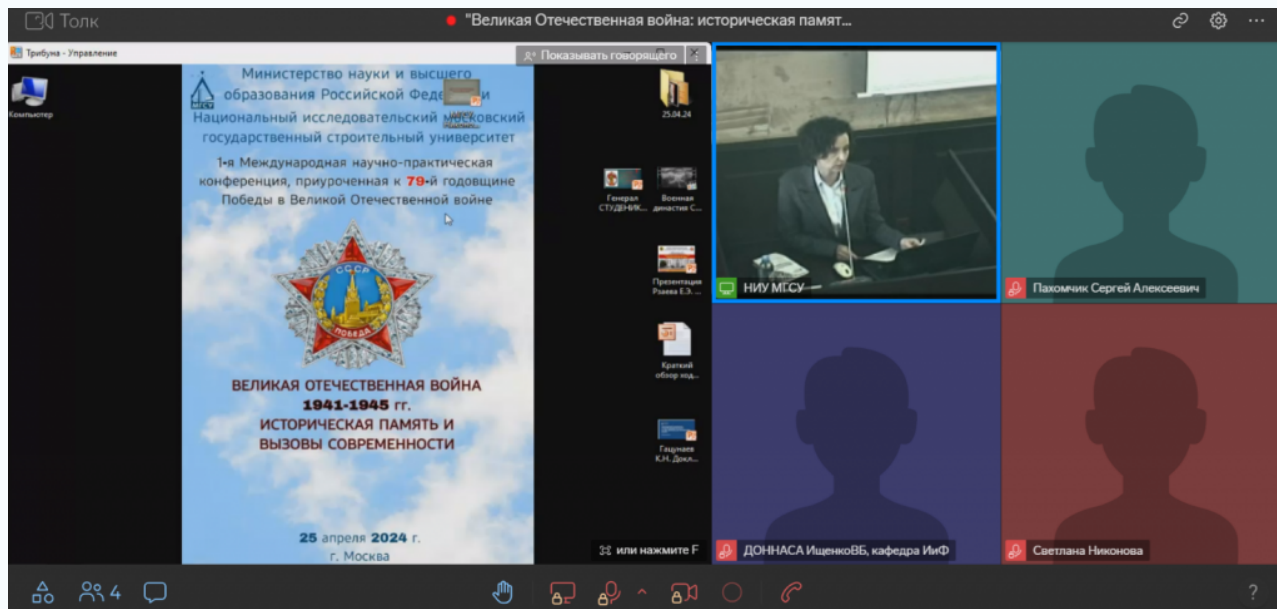 Толк
"Великая Отечественная война: историческая памят...
Трибуна - Управление
Показывать говорящего
Компьютер
МГСУ
Министерство науки и высшего
образования Российской
Национальный исследовательский московский
государственный строительный университет
1-я Международная научно-практическая
конференция, приуроченная к 79-й годовщине
Победы в Великой Отечественной войне
СССР
ПОБЕДА
ВЕЛИКАЯ ОТЕЧЕСТВЕННАЯ ВОЙНА
1941-1945 гг.
ИСТОРИЧЕСКАЯ ПАМЯТЬ И
ВЫЗОВЫ СОВРЕМЕННОСТИ
25 апреля 2024 г.
г. Москва
25.04.24
Генерал
СТУДЕНИК...
Военная
династия С...
Презентация
Рзаева Е.Э. ...
Краткий
обзор ход...
Гацунаев
К.Н. Докл...
или нажмите F
НИУ МГСУ
Пахомчик Сергей Алексеевич
ДОННАСА ИщенкоВБ, кафедра ИиФ
Светлана Никонова
4
?